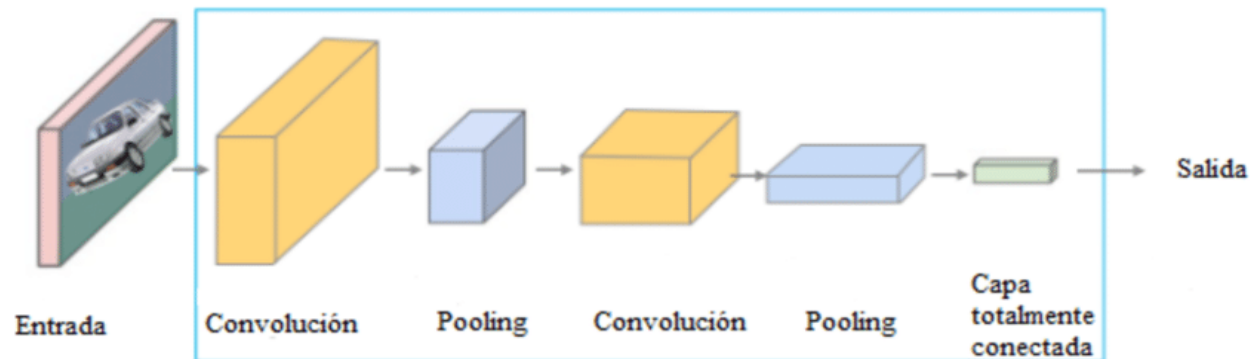 Entrada
Convolución
Pooling
Convolución
Pooling
Capa
totalmente
conectada
Salida